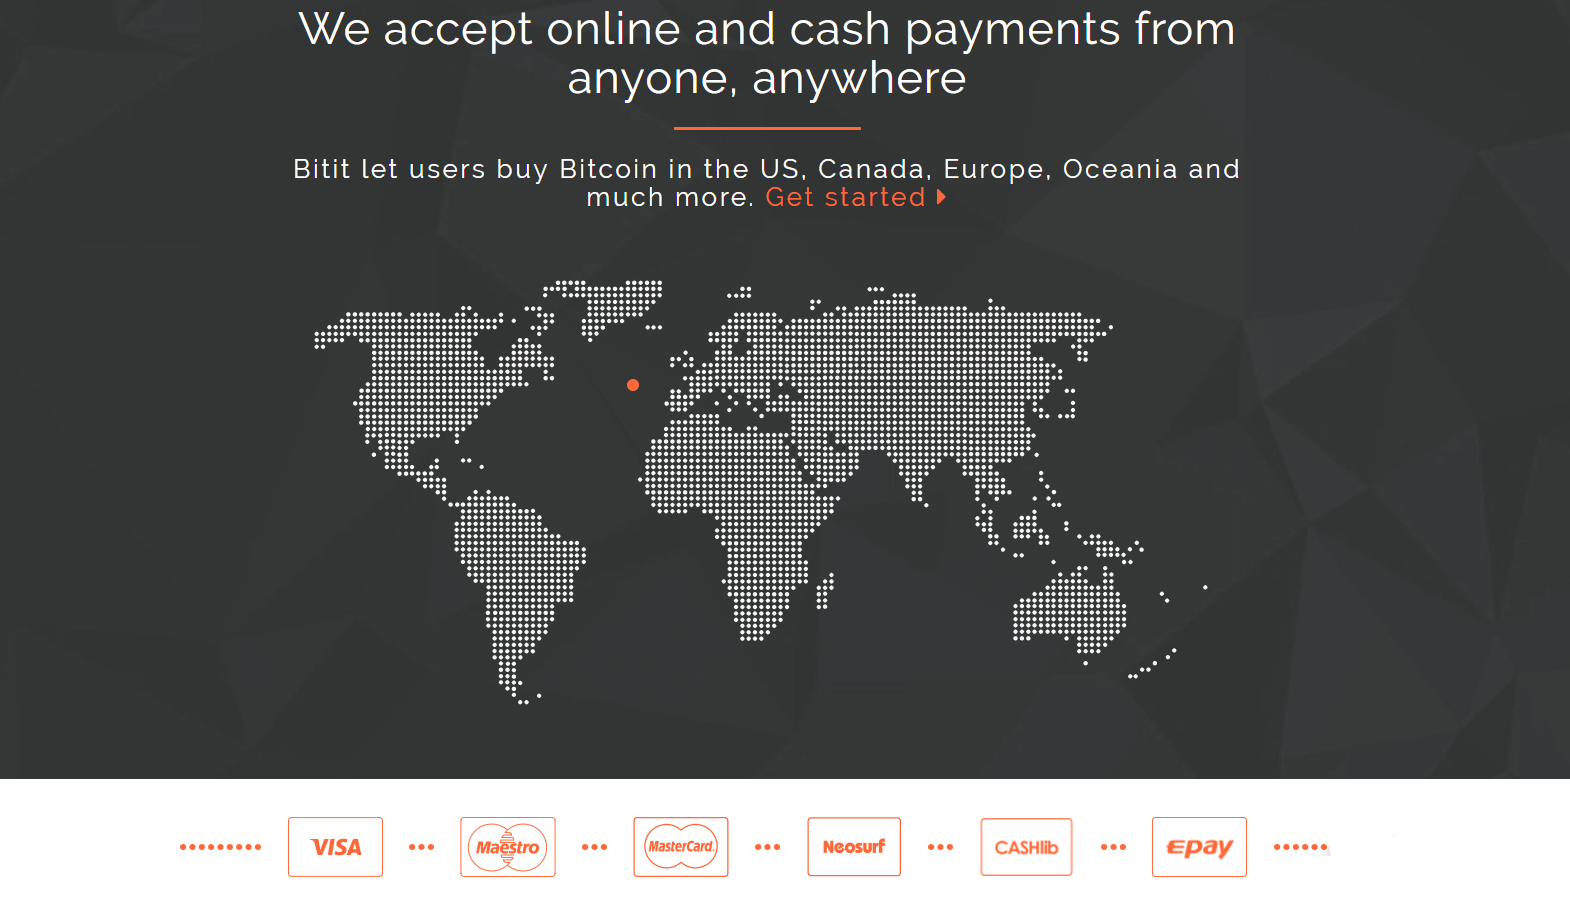 We accept online and cash payments from
anyone, anywhere
Bitit let users buy Bitcoin in the US, Canada, Europe, Oceania and
much more. Get started
VISA
Maestro
MasterCard.
Neosurf
CASHlib
epay